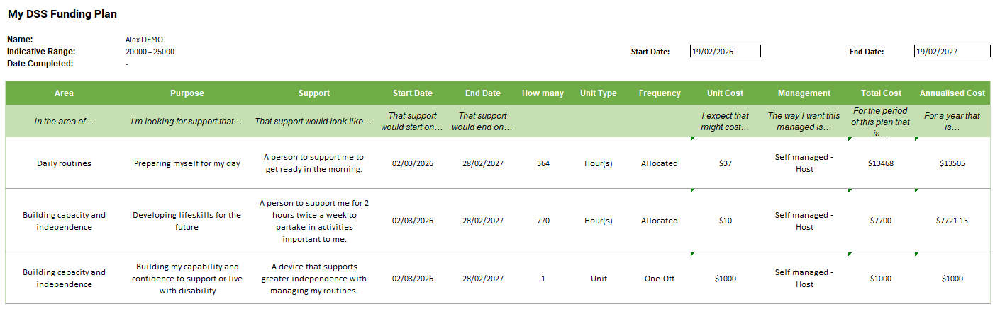 My DSS Funding Plan
Name: Alex DEMO
Indicative Range: 20000 – 25000 Start Date: 19/02/2026 End Date: 19/02/2027
Date Completed: -
Area Purpose Support Start Date End Date How many Unit Type Frequency Unit Cost Management Total Cost Annualised Cost
In the area of… I'm looking for support that… That support would look like… That support would start on… That support would end on… I expect that might cost… The way I want this managed is… For the period of this plan that is… For a year that is…
Daily routines Preparing myself for my day A person to support me to get ready in the morning. 02/03/2026 28/02/2027 364 Hour(s) Allocated $37 Self managed - Host $13468 $13505
Building capacity and independence Developing lifeskills for the future A person to support me for 2 hours twice a week to partake in activities important to me. 02/03/2026 28/02/2027 770 Hour(s) Allocated $10 Self managed - Host $7700 $7721.15
Building capacity and independence Building my capability and confidence to support or live with disability A device that supports greater independence with managing my routines. 02/03/2026 28/02/2027 1 Unit One-Off $1000 Self managed - Host $1000 $1000